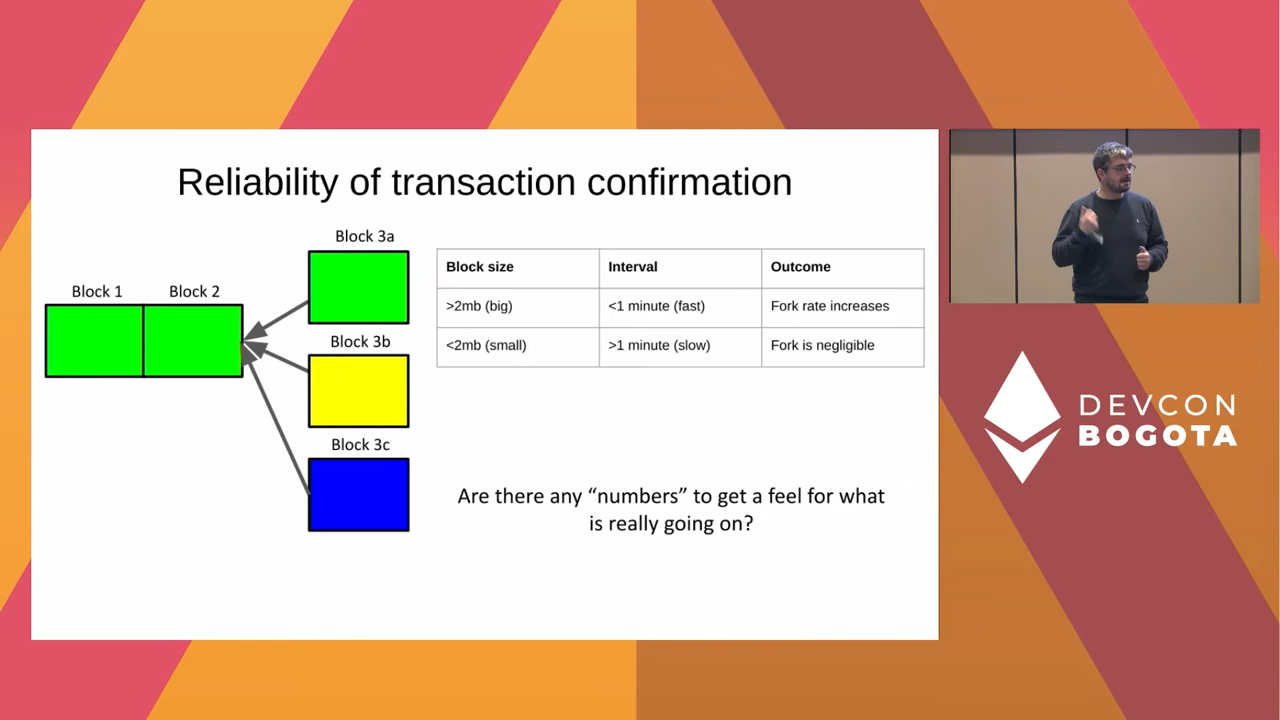 Reliability of transaction confirmation
Block 1
Block 2
Block 3a
Block 3b
Block 3c
Block size Interval Outcome
>2mb (big) <1 minute (fast) Fork rate increases
<2mb (small) >1 minute (slow) Fork is negligible
Are there any “numbers” to get a feel for what
is really going on?
DEVCON
BOGOTA